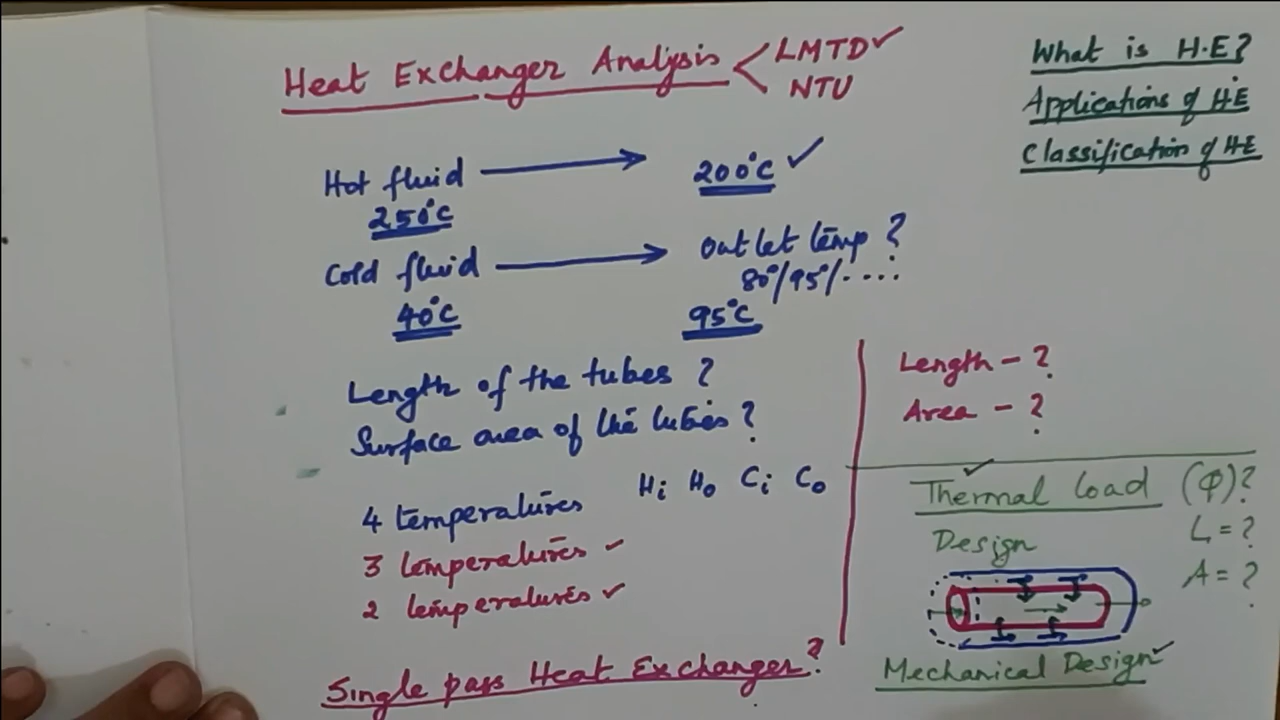 Heat Exchanger Analysis < LMTD ✓
NTU
What is H.E?
Applications of H.E
Classification of H.E
Hot fluid → 200°C ✓
250°C
Cold fluid → Outlet temp ?
80°/95°/.....
40°C 95°C
Length of the tubes ?
Surface area of the tubes ?
4 temperatures Hi Ho Ci Co
3 temperatures ✓
2 temperatures ✓
Single pass Heat Exchanger?
Length - ?
Area - ?
Thermal load (φ)?
Design
L = ?
A = ?
Mechanical Design ✓